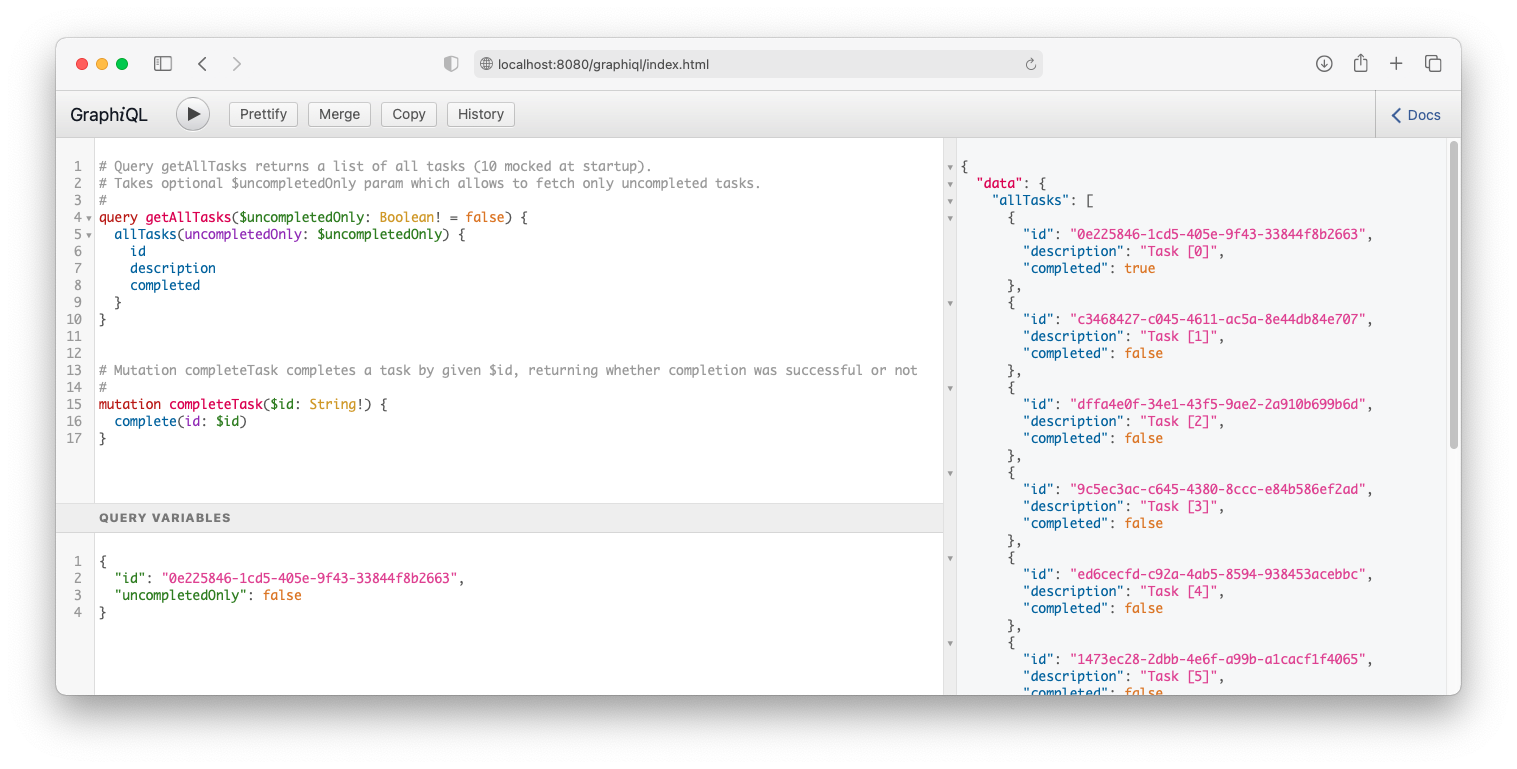 localhost:8080/graphiql/index.html
GraphiQL
Prettify
Merge
Copy
History
Docs
1 # Query getAllTasks returns a list of all tasks (10 mocked at startup).
2 # Takes optional $uncompletedOnly param which allows to fetch only uncompleted tasks.
3 #
4 query getAllTasks($uncompletedOnly: Boolean! = false) {
5   allTasks(uncompletedOnly: $uncompletedOnly) {
6     id
7     description
8     completed
9   }
10 }
11
12
13 # Mutation completeTask completes a task by given $id, returning whether completion was successful or not
14 #
15 mutation completeTask($id: String!) {
16   complete(id: $id)
17 }
QUERY VARIABLES
1 {
2   "id": "0e225846-1cd5-405e-9f43-33844f8b2663",
3   "uncompletedOnly": false
4 }
{
  "data": {
    "allTasks": [
      {
        "id": "0e225846-1cd5-405e-9f43-33844f8b2663",
        "description": "Task [0]",
        "completed": true
      },
      {
        "id": "c3468427-c045-4611-ac5a-8e44db84e707",
        "description": "Task [1]",
        "completed": false
      },
      {
        "id": "dffa4e0f-34e1-43f5-9ae2-2a910b699b6d",
        "description": "Task [2]",
        "completed": false
      },
      {
        "id": "9c5ec3ac-c645-4380-8ccc-e84b586ef2ad",
        "description": "Task [3]",
        "completed": false
      },
      {
        "id": "ed6cecfd-c92a-4ab5-8594-938453acebbc",
        "description": "Task [4]",
        "completed": false
      },
      {
        "id": "1473ec28-2dbb-4e6f-a99b-a1cacf1f4065",
        "description": "Task [5]",
        "completed": false